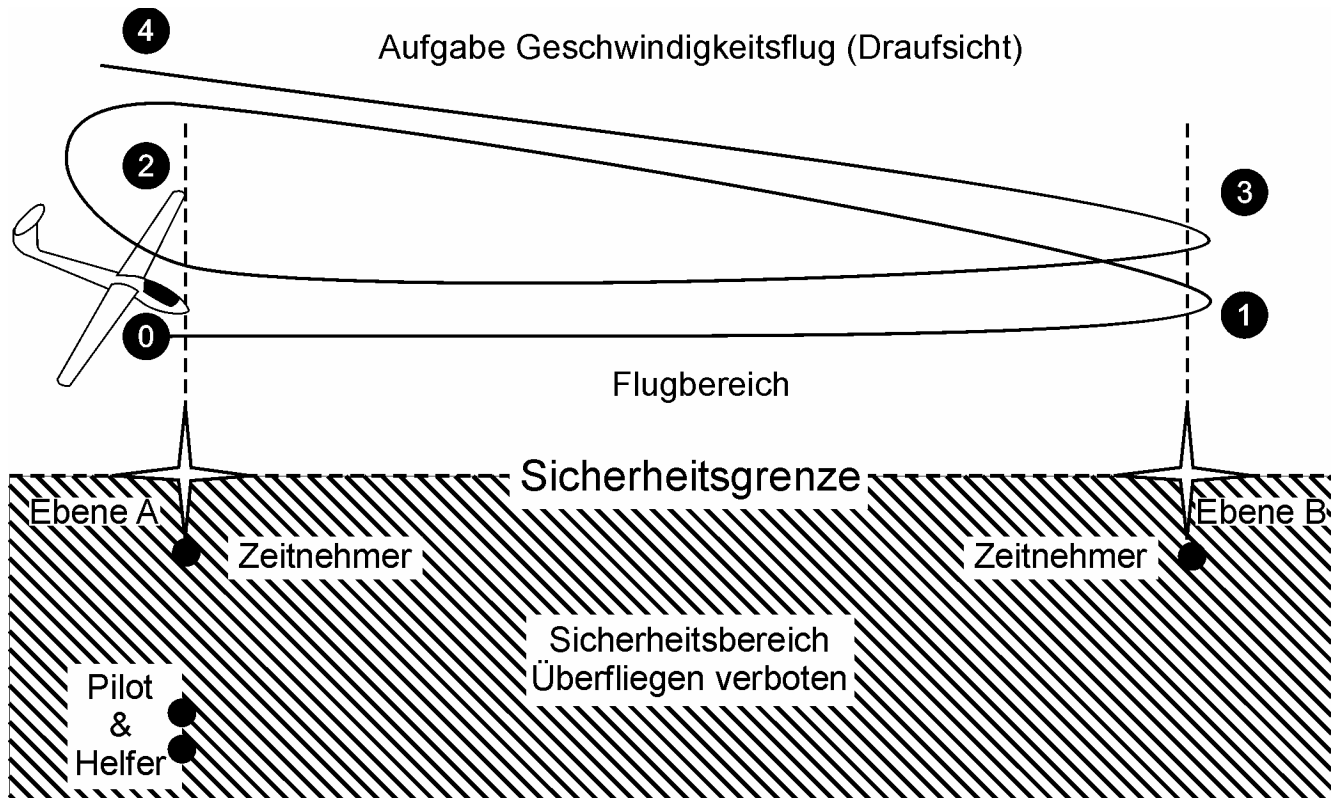 4
Aufgabe Geschwindigkeitsflug (Draufsicht)
2
3
0
1
Flugbereich
Sicherheitsgrenze
Ebene A
Ebene B
Zeitnehmer
Zeitnehmer
Sicherheitsbereich
Überfliegen verboten
Pilot
&
Helfer